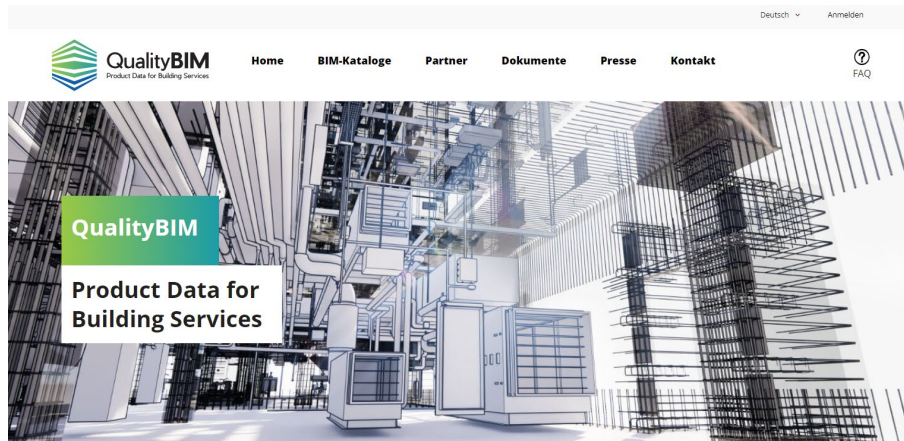 Deutsch
Anmelden
QualityBIM
Product Data for Building Services
Home
BIM-Kataloge
Partner
Dokumente
Presse
Kontakt
?
FAQ
QualityBIM
Product Data for
Building Services